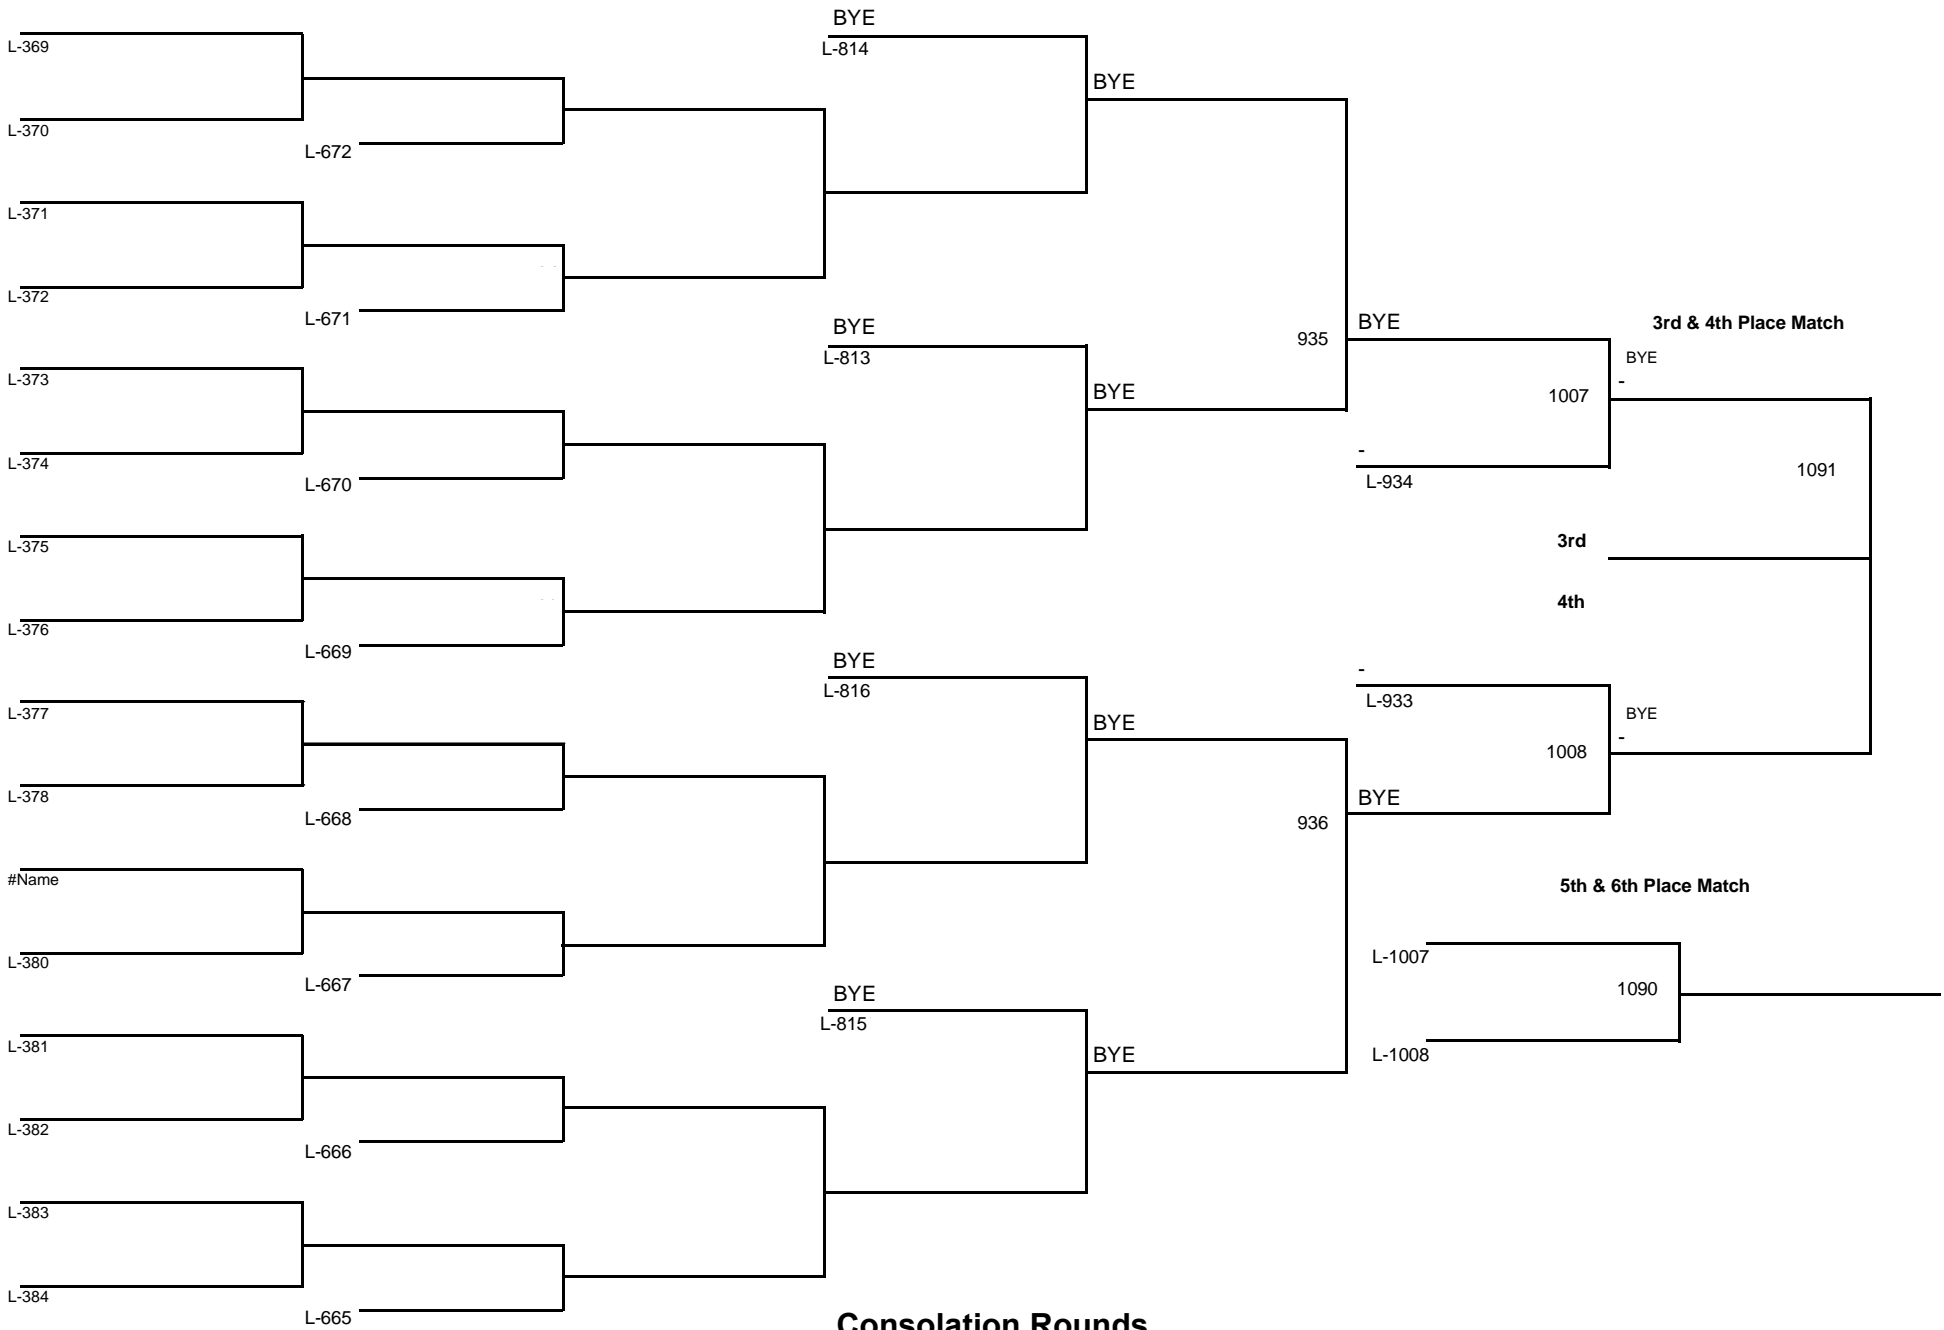 BYE
L-369
L-814
BYE
L-370
L-672
L-371
L-372
L-671
BYE
935
BYE
3rd & 4th Place Match
L-813
BYE
L-373
-
BYE
1007
-
L-374
L-670
L-934
1091
L-375
3rd
4th
L-376
L-669
BYE
-
L-816
L-933
L-377
BYE
BYE
-
1008
L-378
L-668
936
BYE
#Name
5th & 6th Place Match
L-380
L-667
L-1007
BYE
1090
L-815
L-381
BYE
L-1008
L-382
L-666
L-383
L-384
L-665
Consolation Rounds